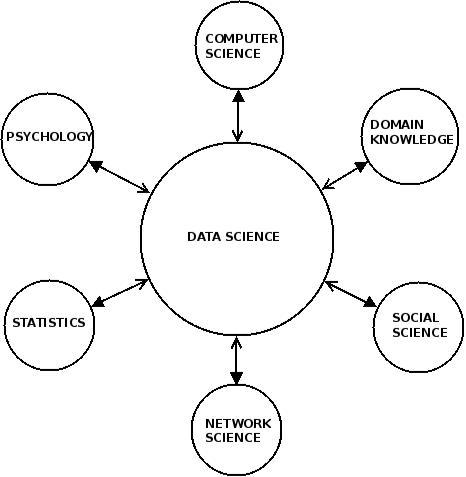 COMPUTER
SCIENCE
PSYCHOLOGY
DOMAIN
KNOWLEDGE
DATA SCIENCE
STATISTICS
SOCIAL
SCIENCE
NETWORK
SCIENCE